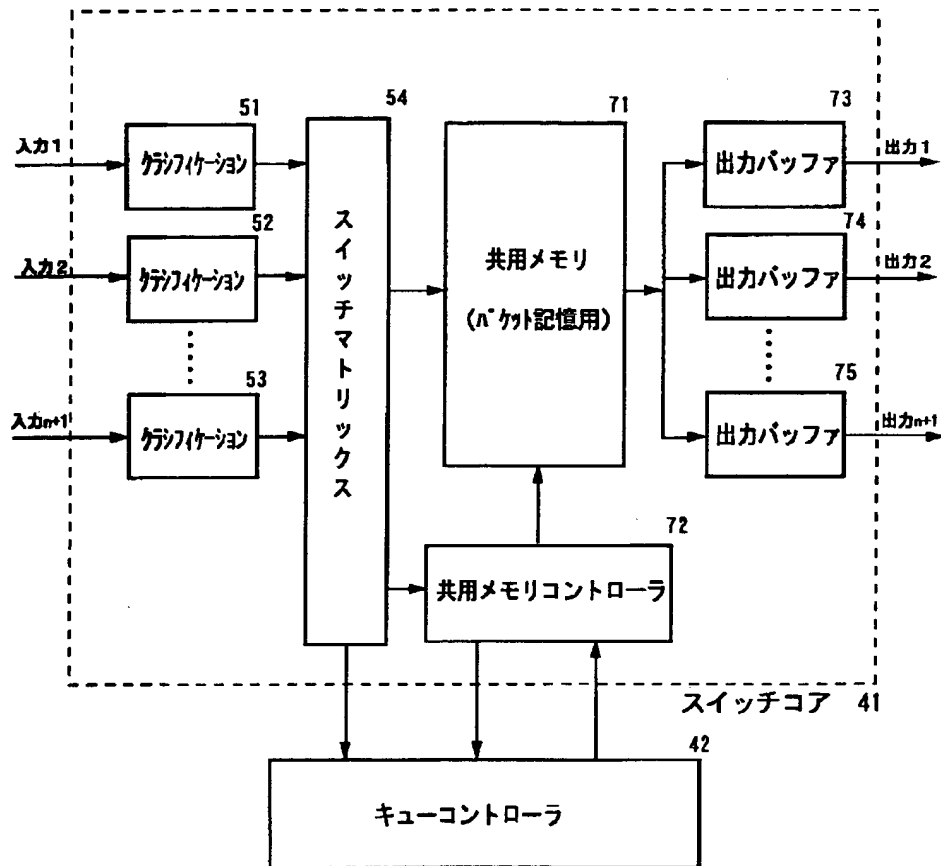 51
54
71
73
入力1
クラシフィケーション
出力バッファ
出力1
52
74
入力2
クラシフィケーション
スイッチマトリックス
共用メモリ
(パケット記憶用)
出力バッファ
出力2
53
75
入力n+1
クラシフィケーション
出力バッファ
出力n+1
72
共用メモリコントローラ
スイッチコア 41
42
キューコントローラ